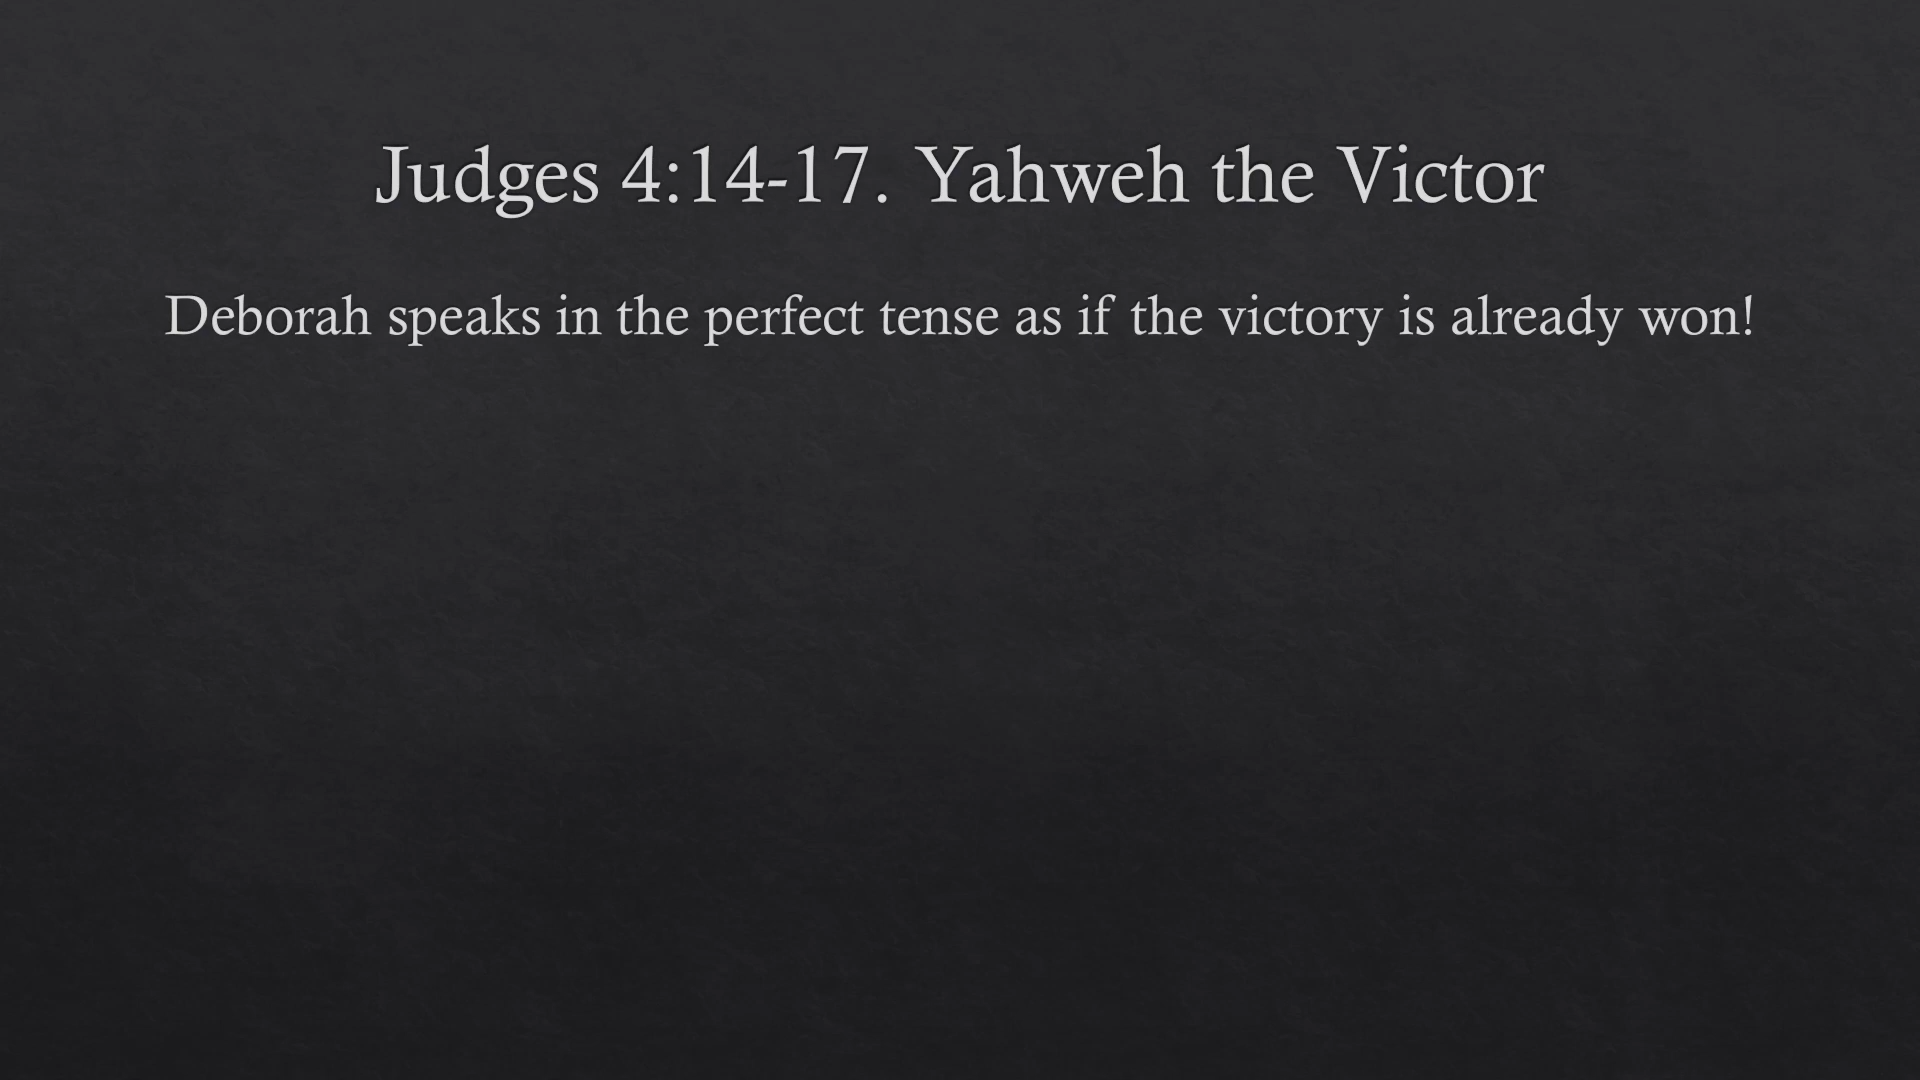 Judges 4:14-17. Yahweh the Victor
Deborah speaks in the perfect tense as if the victory is already won!